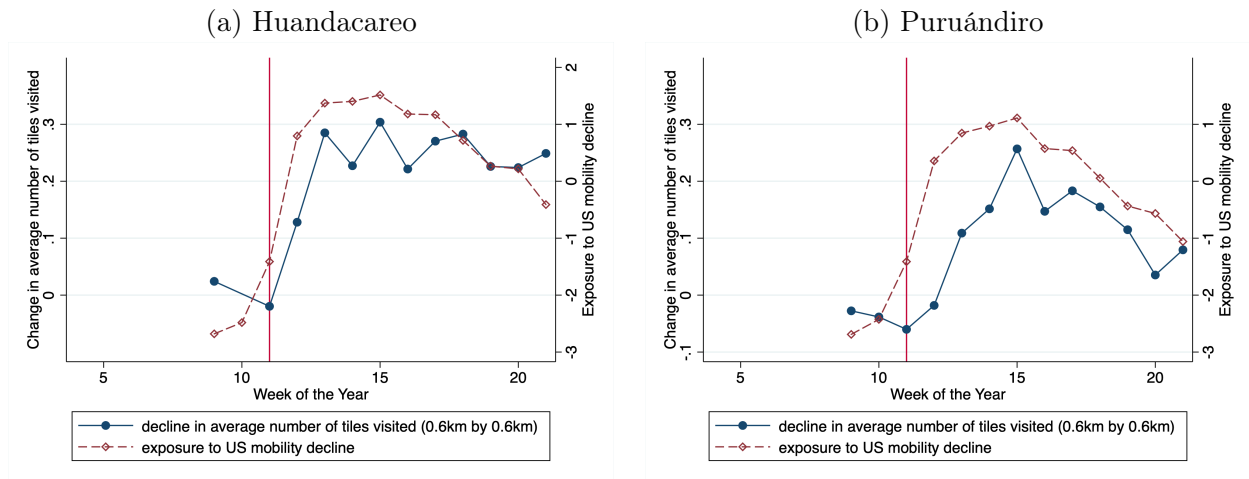 (a) Huandacareo
Change in average number of tiles visited
.3
.2
.1
0
2
1
0
-1
-2
-3
Exposure to US mobility decline
5 10 15 20
Week of the Year
decline in average number of tiles visited (0.6km by 0.6km)
exposure to US mobility decline
(b) Puruándiro
Change in average number of tiles visited
.3
.2
.1
0
-.1
1
0
-1
-2
-3
Exposure to US mobility decline
5 10 15 20
Week of the Year
decline in average number of tiles visited (0.6km by 0.6km)
exposure to US mobility decline